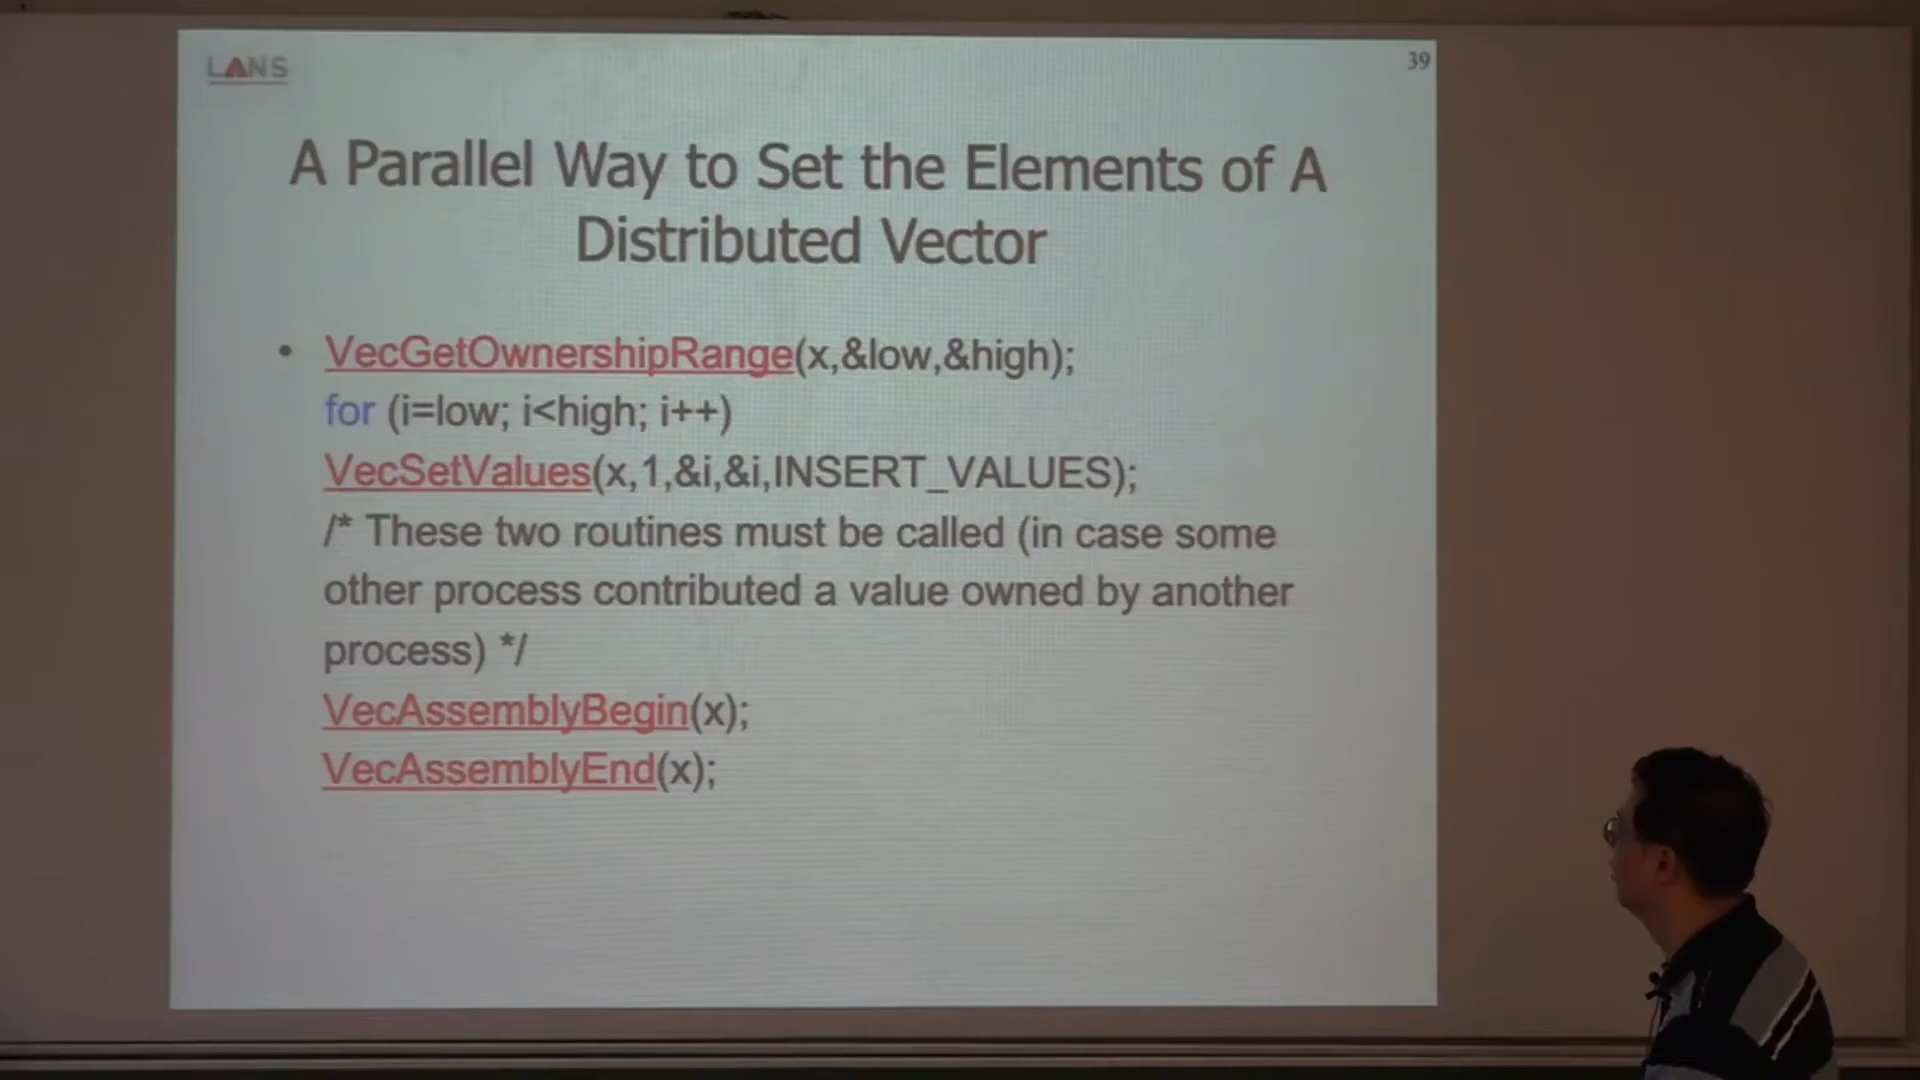 LANS
39
A Parallel Way to Set the Elements of A
Distributed Vector
• VecGetOwnershipRange(x,&low,&high);
for (i=low; i<high; i++)
VecSetValues(x,1,&i,&i,INSERT_VALUES);
/* These two routines must be called (in case some
other process contributed a value owned by another
process) */
VecAssemblyBegin(x);
VecAssemblyEnd(x);